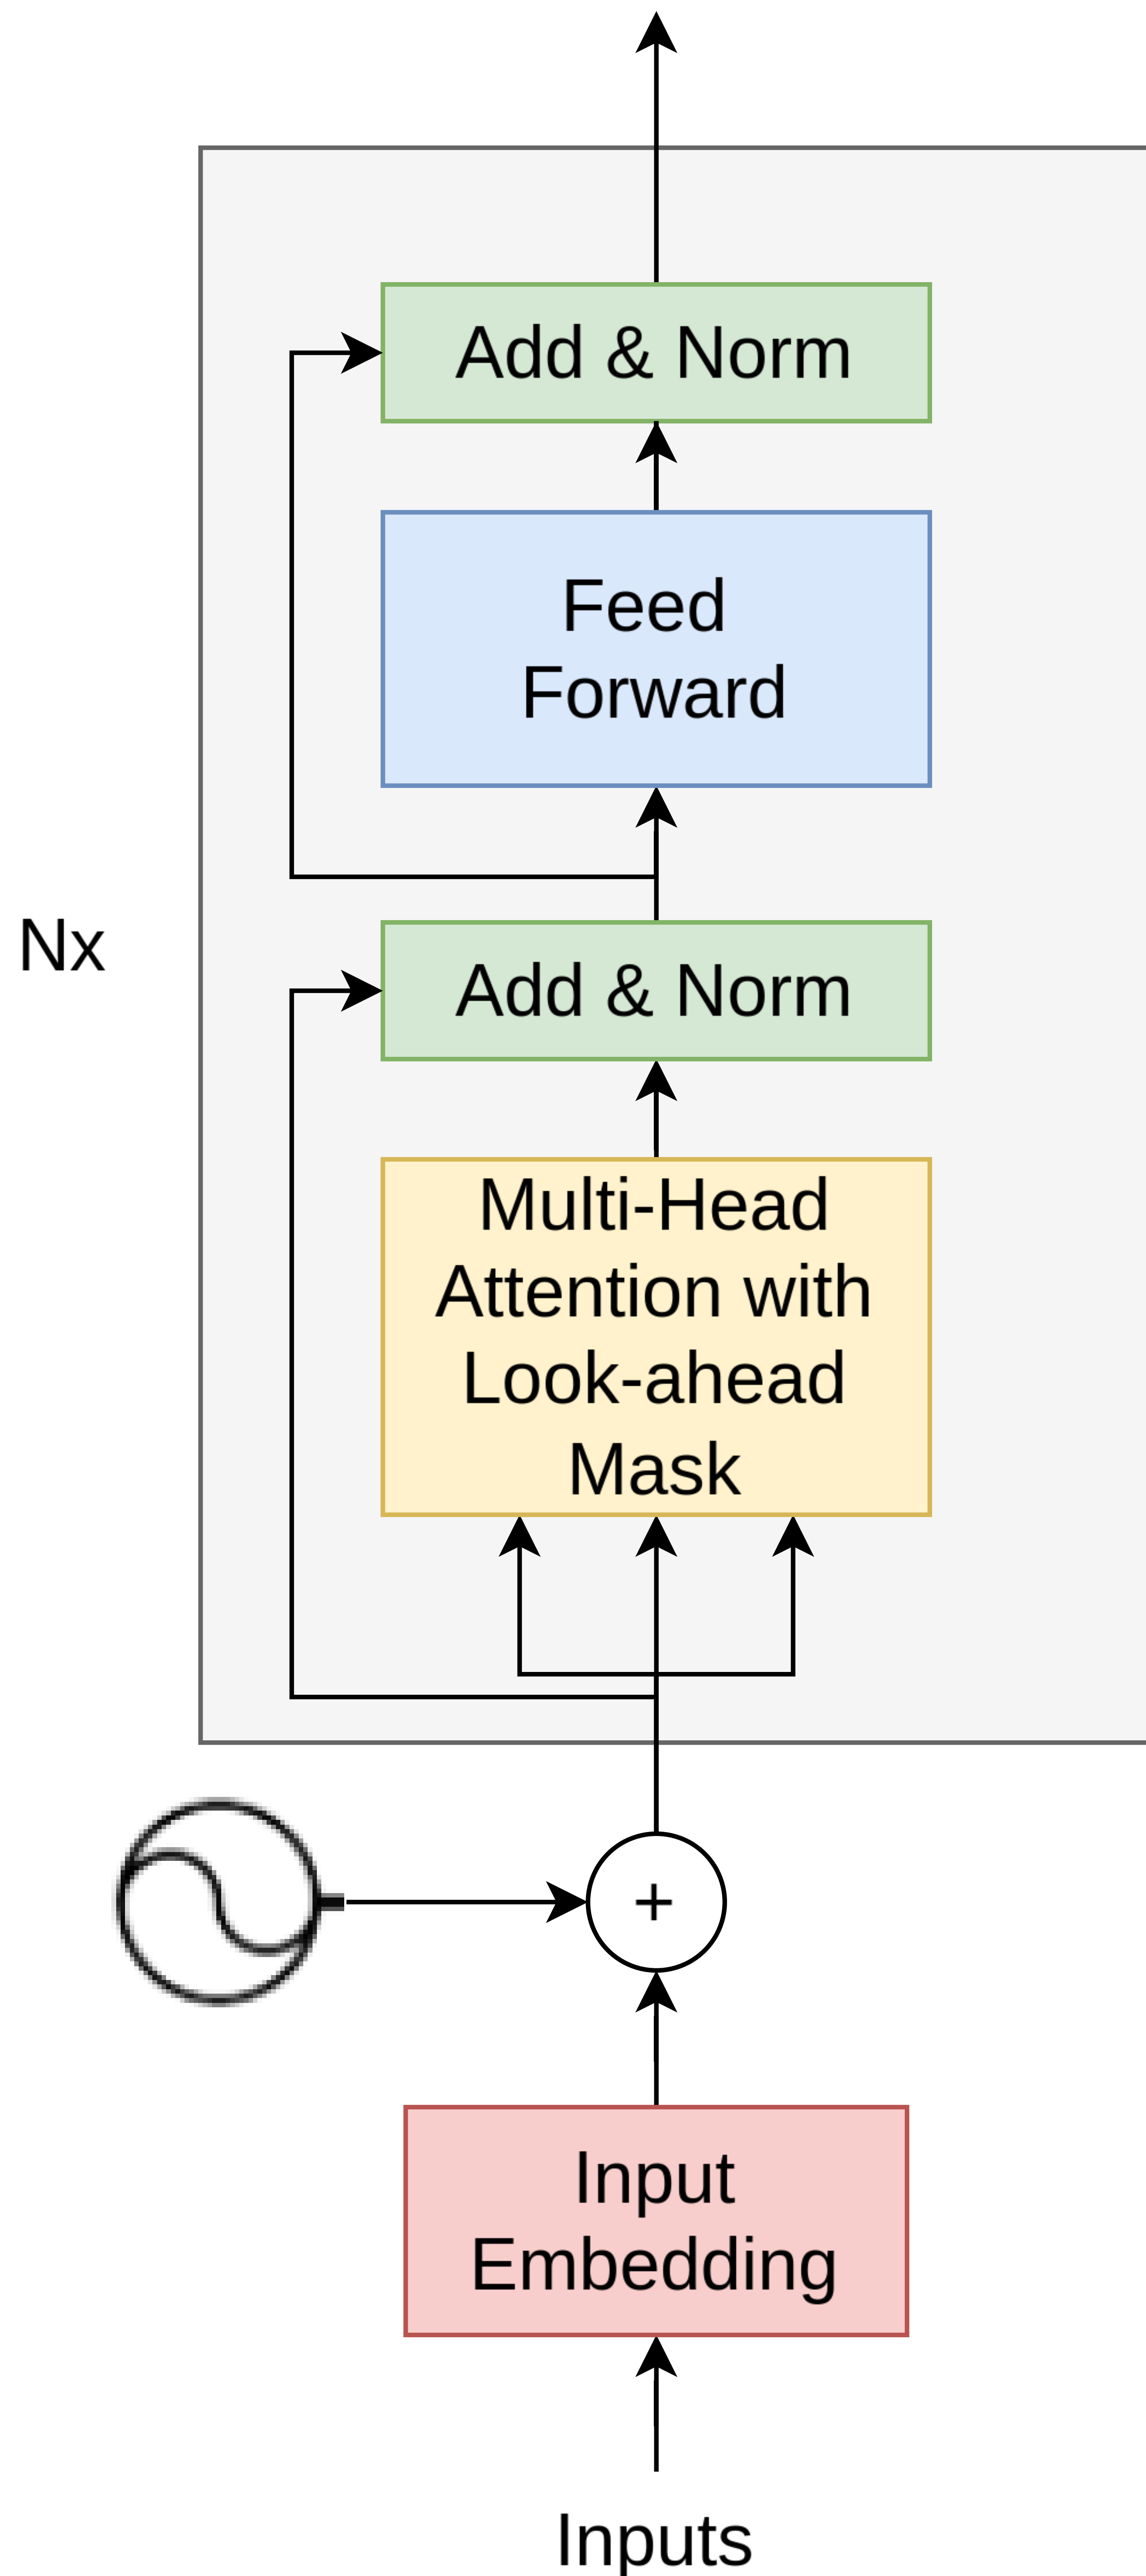 Add & Norm
Feed
Forward
Nx
Add & Norm
Multi-Head
Attention with
Look-ahead
Mask
+
Input
Embedding
Inputs